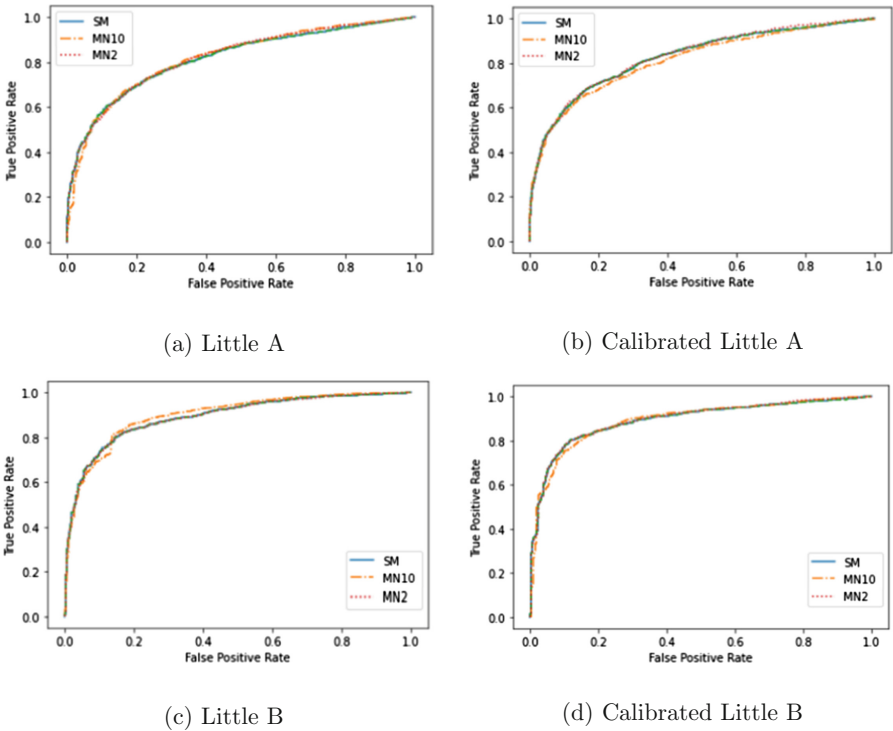 SM
MN10
MN2
True Positive Rate
1.0
0.8
0.6
0.4
0.2
0.0
0.0 0.2 0.4 0.6 0.8 1.0
False Positive Rate
(a) Little A
SM
MN10
MN2
True Positive Rate
1.0
0.8
0.6
0.4
0.2
0.0
0.0 0.2 0.4 0.6 0.8 1.0
False Positive Rate
(b) Calibrated Little A
True Positive Rate
1.0
0.8
0.6
0.4
0.2
0.0
SM
MN10
MN2
0.0 0.2 0.4 0.6 0.8 1.0
False Positive Rate
(c) Little B
True Positive Rate
1.0
0.8
0.6
0.4
0.2
0.0
SM
MN10
MN2
0.0 0.2 0.4 0.6 0.8 1.0
False Positive Rate
(d) Calibrated Little B